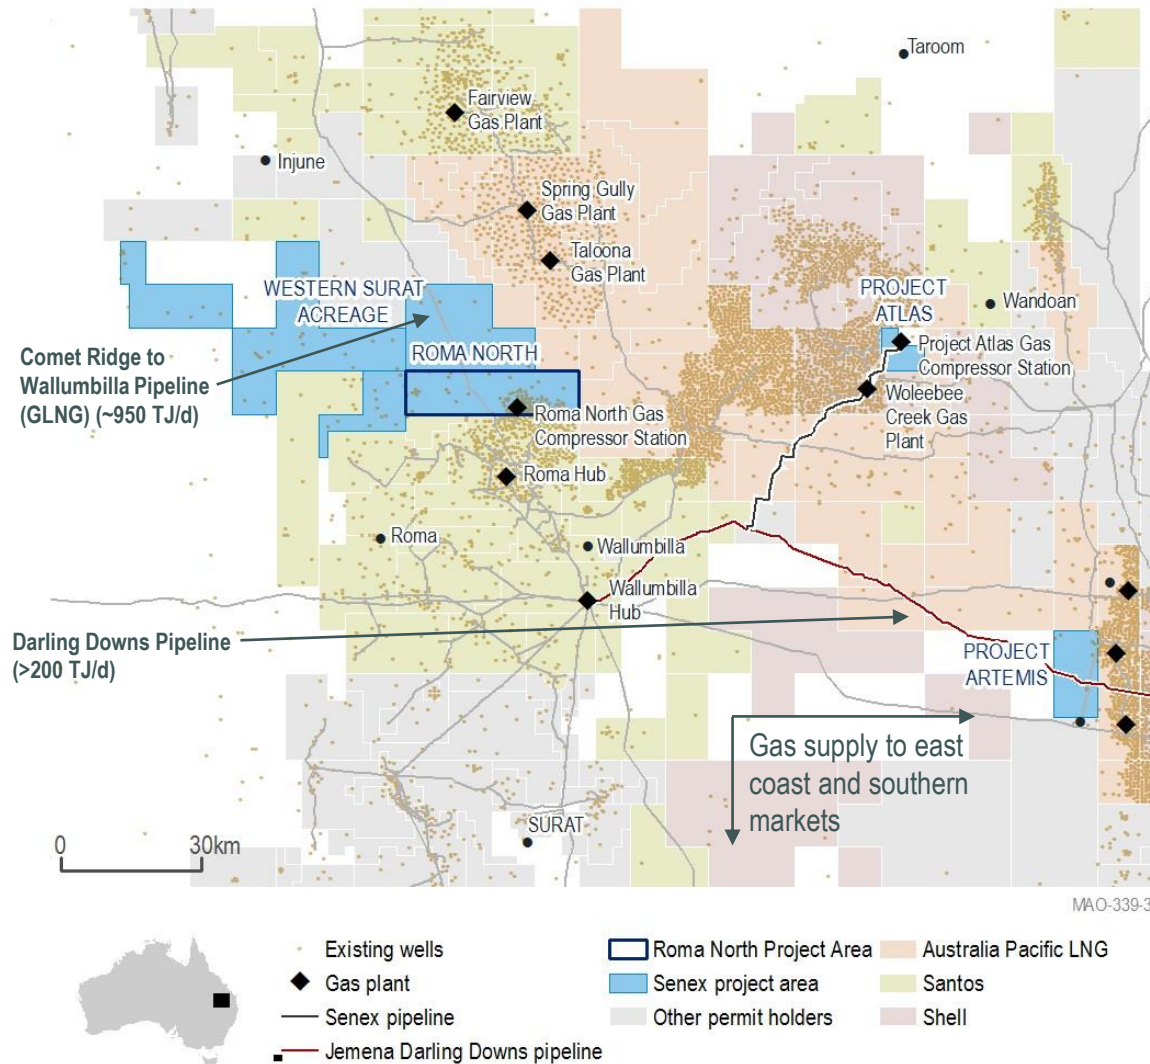 Taroom
Fairview
Gas Plant
Injune
Spring Gully
Gas Plant
Taloona
Gas Plant
WESTERN SURAT
ACREAGE
PROJECT
ATLAS
Wandoan
Comet Ridge to
Wallumbilla Pipeline
(GLNG) (~950 TJ/d)
ROMA NORTH
Project Atlas Gas
Compressor Station
Woleebee
Creek Gas
Plant
Roma North Gas
Compressor Station
Roma Hub
Roma
Wallumbilla
Wallumbilla
Hub
Darling Downs Pipeline
(>200 TJ/d)
PROJECT
ARTEMIS
Gas supply to east
coast and southern
markets
SURAT
0 30km
MAO-339-3
Existing wells
Gas plant
Senex pipeline
Jemena Darling Downs pipeline
Roma North Project Area
Senex project area
Other permit holders
Australia Pacific LNG
Santos
Shell